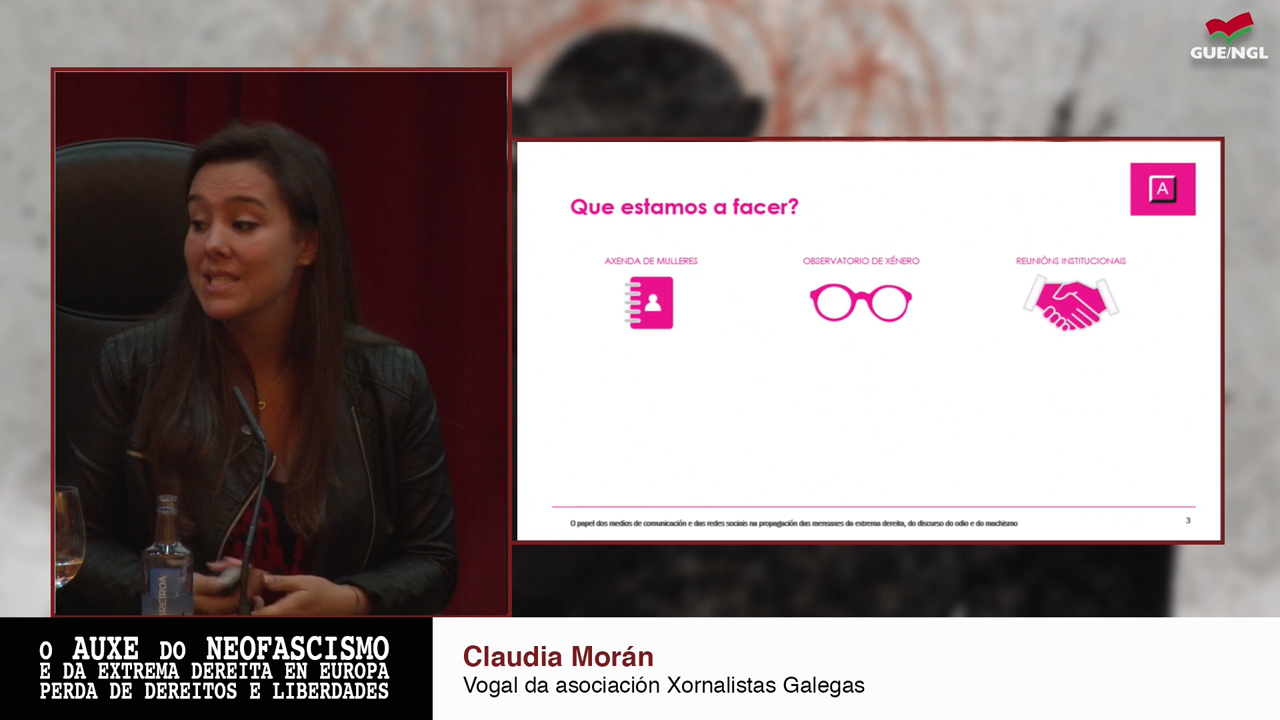 GUE/NGL
A
Que estamos a facer?
AXENDA DE MULLERES
OBSERVATORIO DE XÉNERO
REUNIÓNS INSTITUCIONAIS
O papel dos medios de comunicación e das redes sociais na propagación das mensaxes da extrema dereita, do discurso do odio e do machismo
3
O AUXE DO NEOFASCISMO
E DA EXTREMA DEREITA EN EUROPA
PERDA DE DEREITOS E LIBERDADES
Claudia Morán
Vogal da asociación Xornalistas Galegas